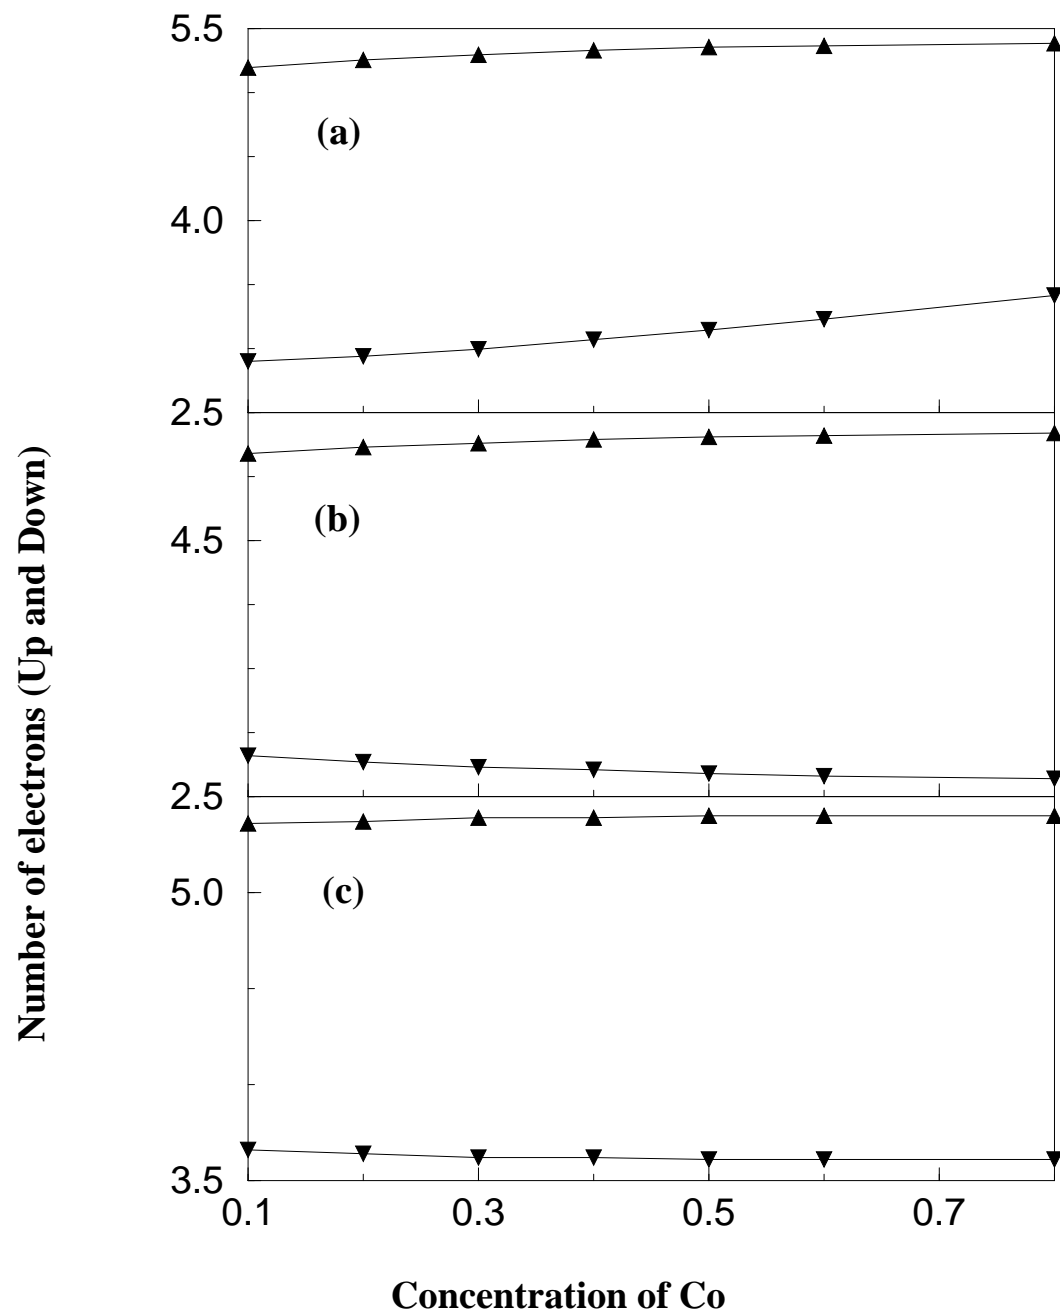 5.5
(a)
4.0
2.5
(b)
4.5
2.5
5.0
(c)
3.5
0.1 0.3 0.5 0.7
Number of electrons (Up and Down)
Concentration of Co